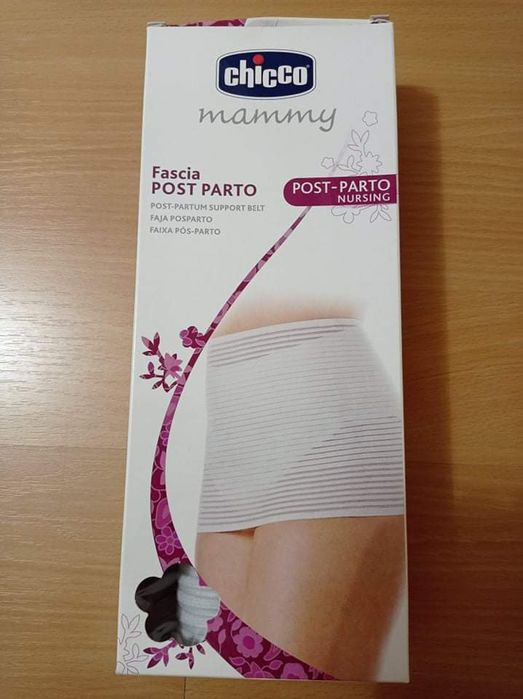 chicco
mammy
Fascia
POST PARTO
POST-PARTUM SUPPORT BELT
FAJA POSPARTO
FAIXA PÓS-PARTO
POST-PARTO
NURSING